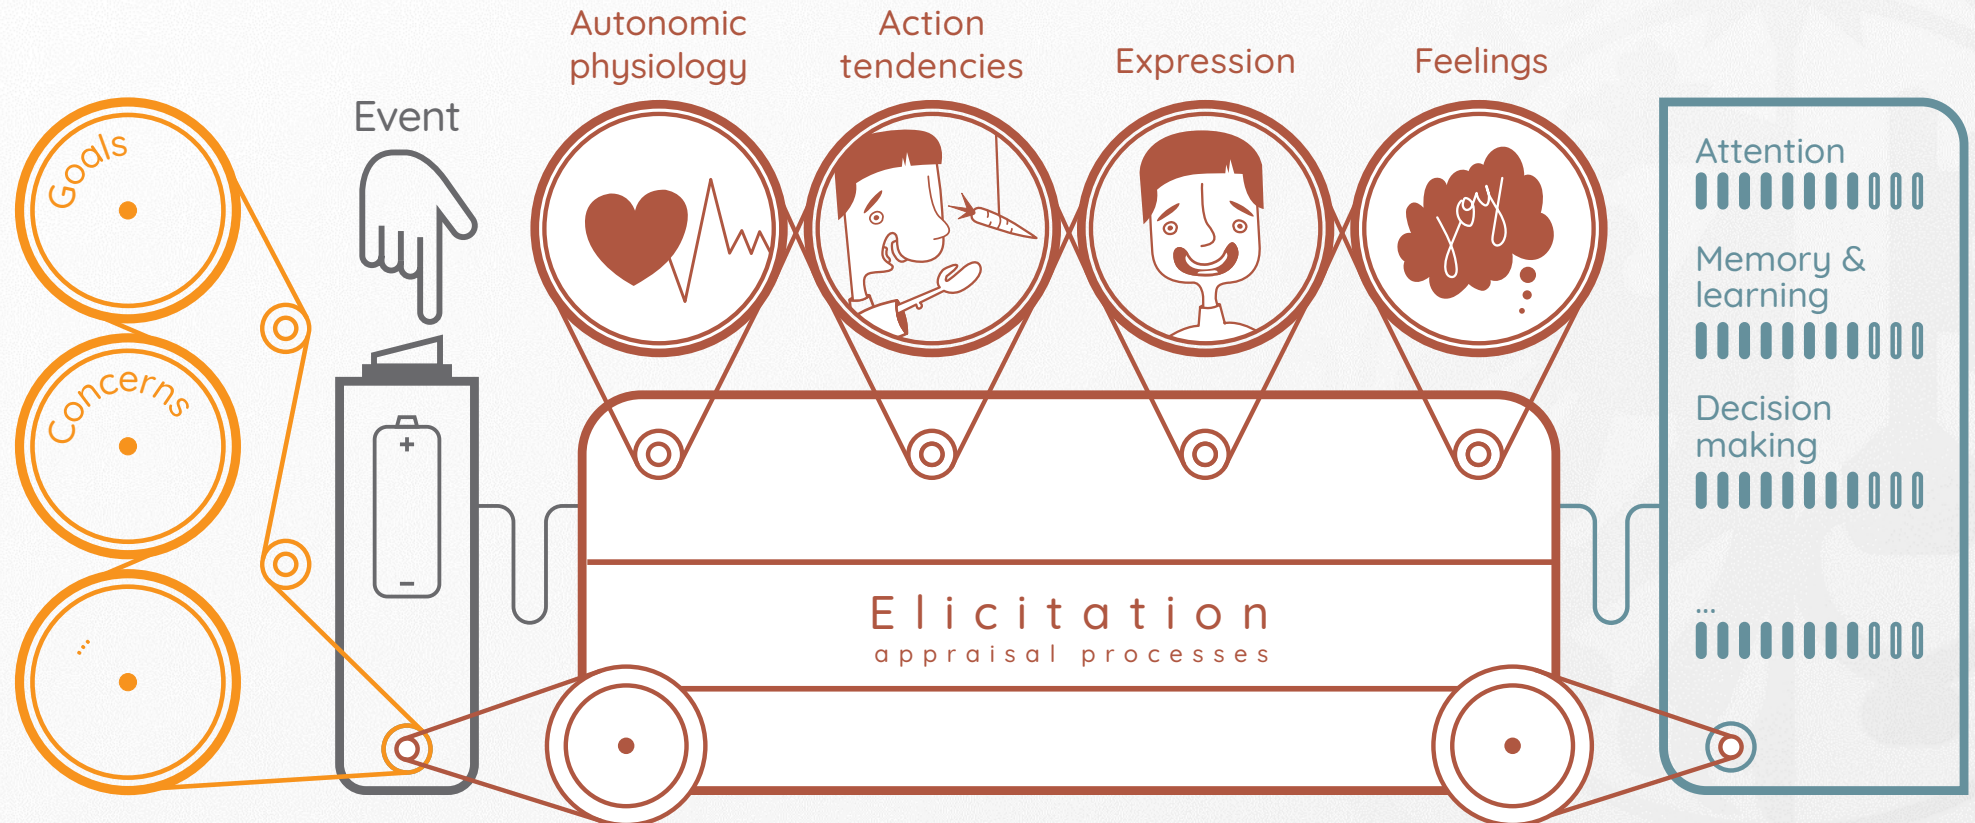 Goals
Concerns
...
Event
+
−
Autonomic
physiology
Action
tendencies
Expression
Feelings
joy
Elicitation
appraisal processes
Attention
Memory &
learning
Decision
making
...